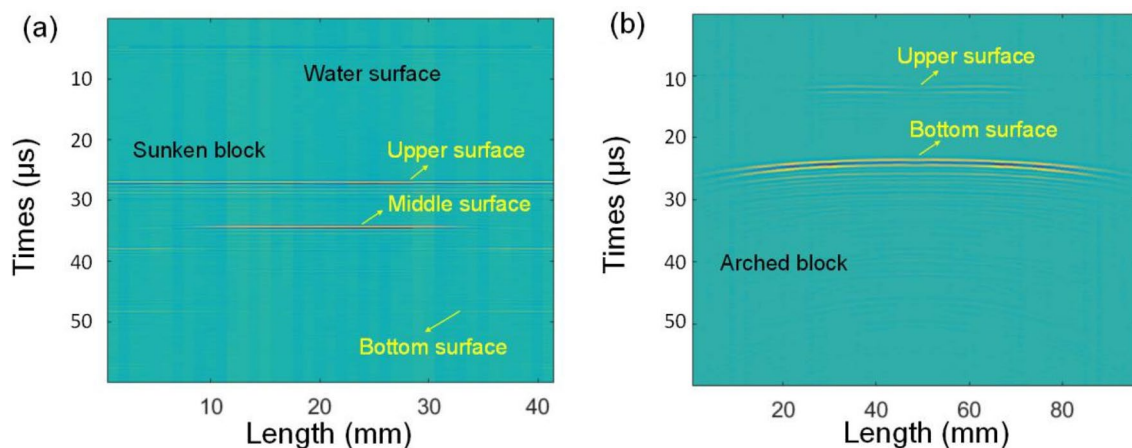 (a)
Water surface
Sunken block
Upper surface
Middle surface
Bottom surface
Times (μs)
10
20
30
40
50
10
20
30
40
Length (mm)
(b)
Upper surface
Bottom surface
Arched block
Times (μs)
10
20
30
40
50
20
40
60
80
Length (mm)